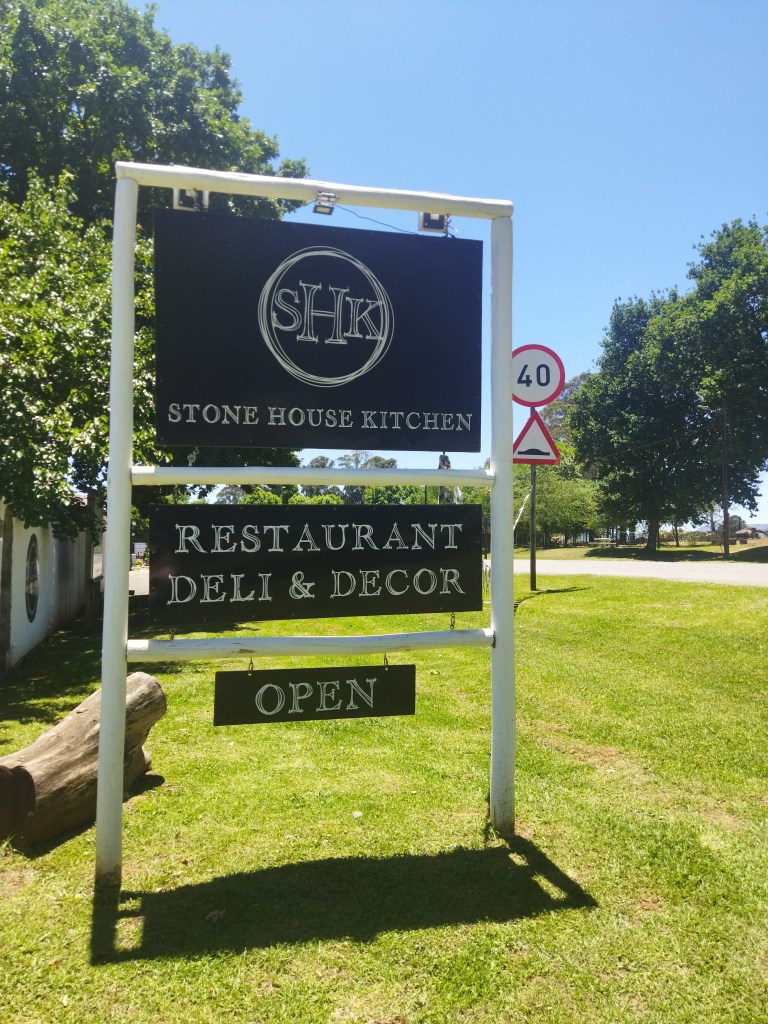 SHK
STONE HOUSE KITCHEN
40
RESTAURANT
DELI & DECOR
OPEN